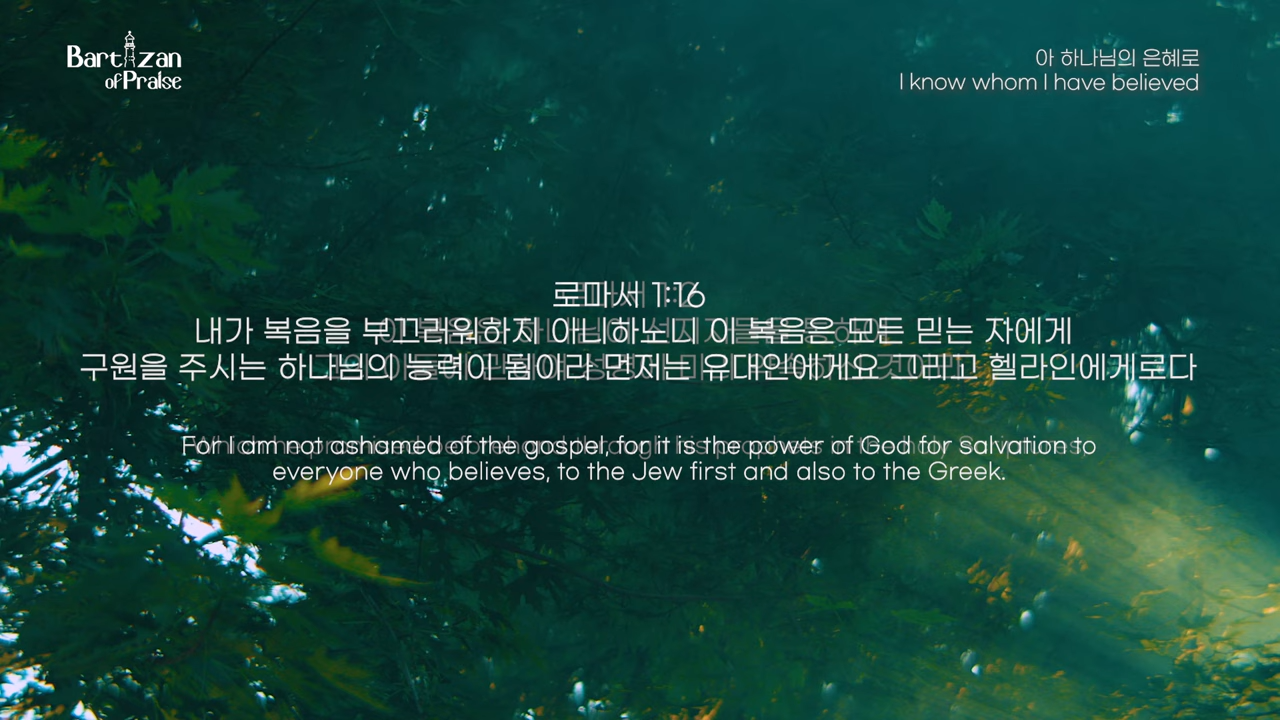 Bartizan
of Praise
아 하나님의 은혜로
I know whom I have believed
로마서 1:16
내가 복음을 부끄러워하지 아니하노니 이 복음은 모든 믿는 자에게
구원을 주시는 하나님의 능력이 됨이라 먼저는 유대인에게요 그리고 헬라인에게로다
For I am not ashamed of the gospel, for it is the power of God for salvation to
everyone who believes, to the Jew first and also to the Greek.